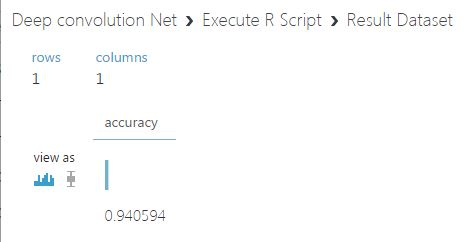 Deep convolution Net › Execute R Script › Result Dataset
rows columns
1 1
accuracy
view as
0.940594